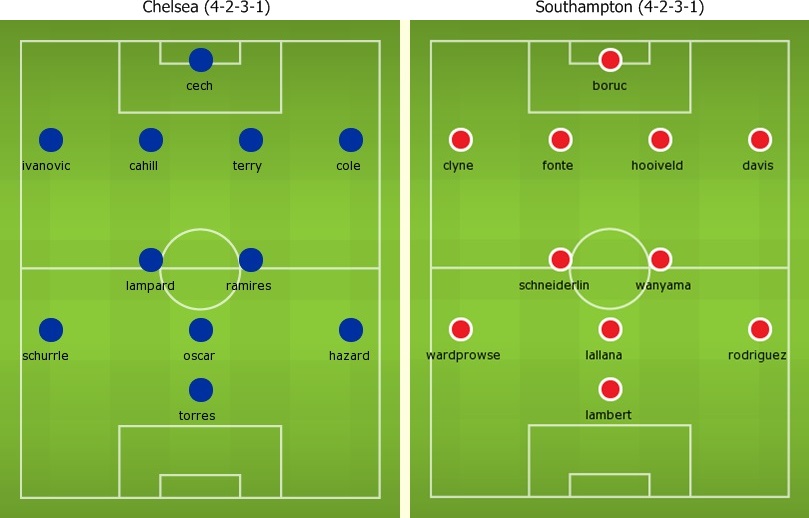 Chelsea (4-2-3-1)
cech
ivanovic cahill terry cole
lampard ramires
schurrle oscar hazard
torres
Southampton (4-2-3-1)
boruc
clyne fonte hooiveld davis
schneiderlin wanyama
wardprowse lallana rodriguez
lambert